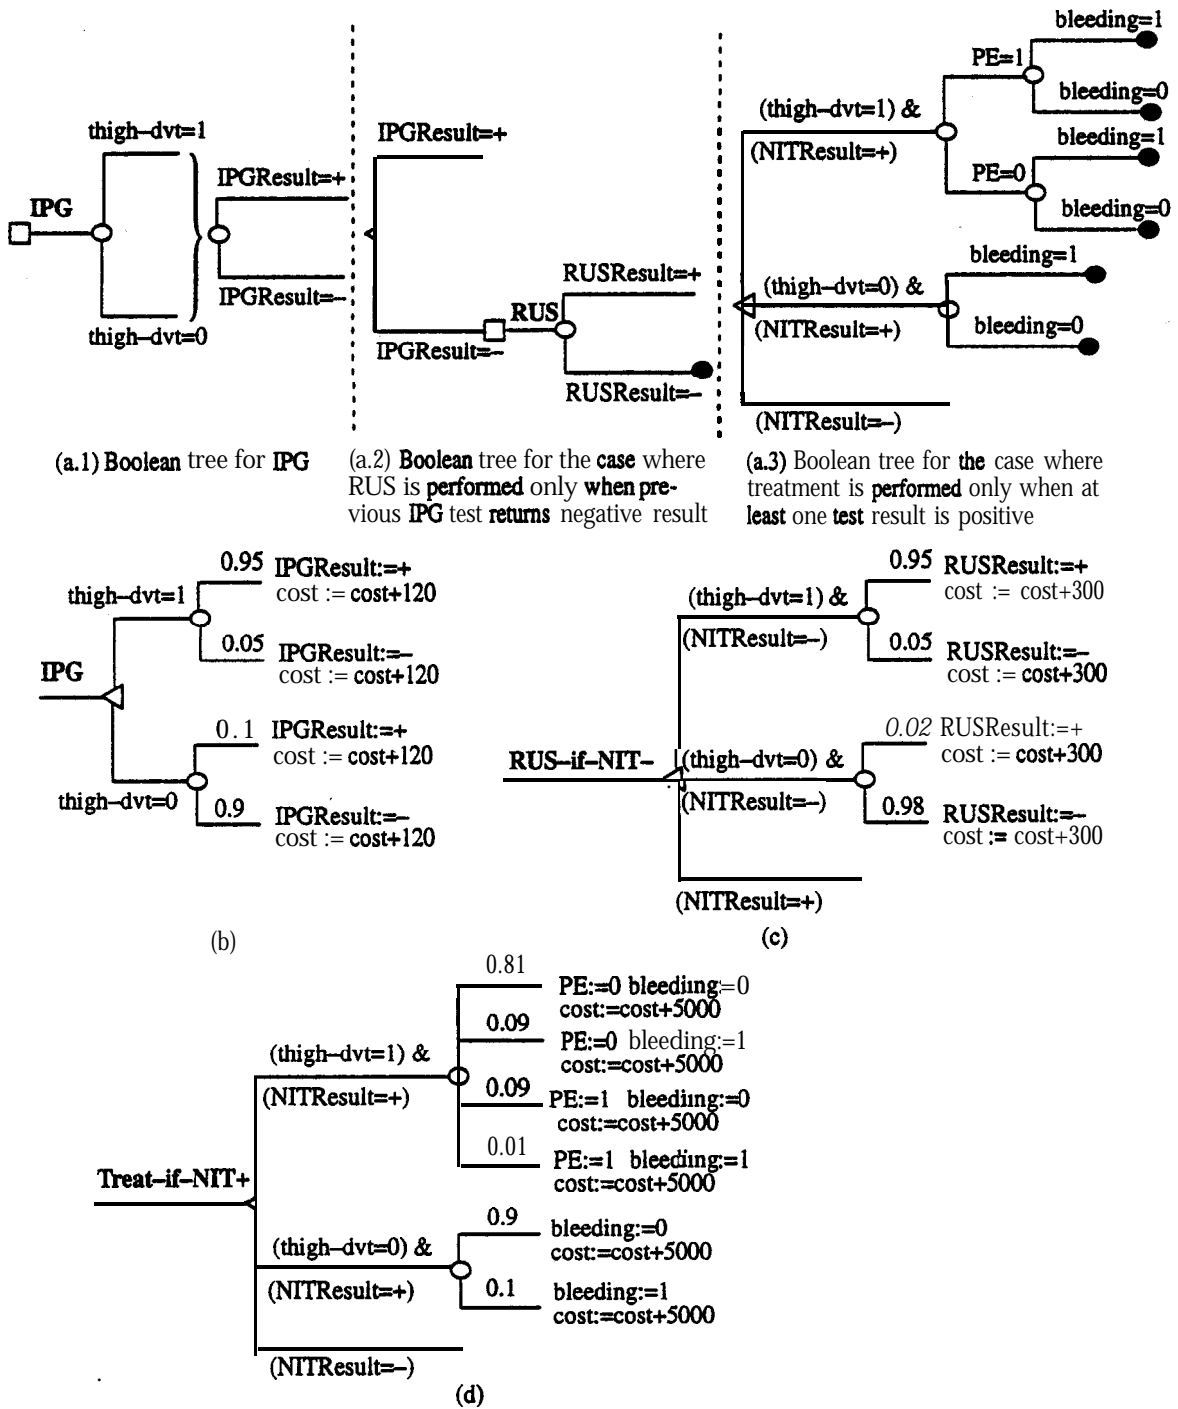 IPG
thigh-dvt=1
thigh-dvt=0
IPGResult=+
IPGResult=-
(a.1) Boolean tree for IPG
IPGResult=+
IPGResult=-
RUS
RUSResult=+
RUSResult=-
(a.2) Boolean tree for the case where
RUS is performed only when pre-
vious IPG test returns negative result
(thigh-dvt=1) &
(NITResult=+)
PE=1
bleeding=1
bleeding=0
PE=0
bleeding=1
bleeding=0
(thigh-dvt=0) &
(NITResult=+)
bleeding=1
bleeding=0
(NITResult=-)
(a.3) Boolean tree for the case where
treatment is performed only when at
least one test result is positive
IPG
thigh-dvt=1
0.95 IPGResult:=+
cost := cost+120
0.05 IPGResult:=-
cost := cost+120
thigh-dvt=0
0.1 IPGResult:=+
cost := cost+120
0.9 IPGResult:=-
cost := cost+120
(b)
RUS-if-NIT-
(thigh-dvt=1) &
(NITResult=-)
0.95 RUSResult:=+
cost := cost+300
0.05 RUSResult:=-
cost := cost+300
(thigh-dvt=0) &
(NITResult=-)
0.02 RUSResult:=+
cost := cost+300
0.98 RUSResult:=-
cost := cost+300
(NITResult=+)
(c)
Treat-if-NIT+
(thigh-dvt=1) &
(NITResult=+)
0.81
PE:=0 bleeding:=0
cost:=cost+5000
0.09
PE:=0 bleeding:=1
cost:=cost+5000
0.09
PE:=1 bleeding:=0
cost:=cost+5000
0.01
PE:=1 bleeding:=1
cost:=cost+5000
(thigh-dvt=0) &
(NITResult=+)
0.9
bleeding:=0
cost:=cost+5000
0.1
bleeding:=1
cost:=cost+5000
(NITResult=-)
(d)